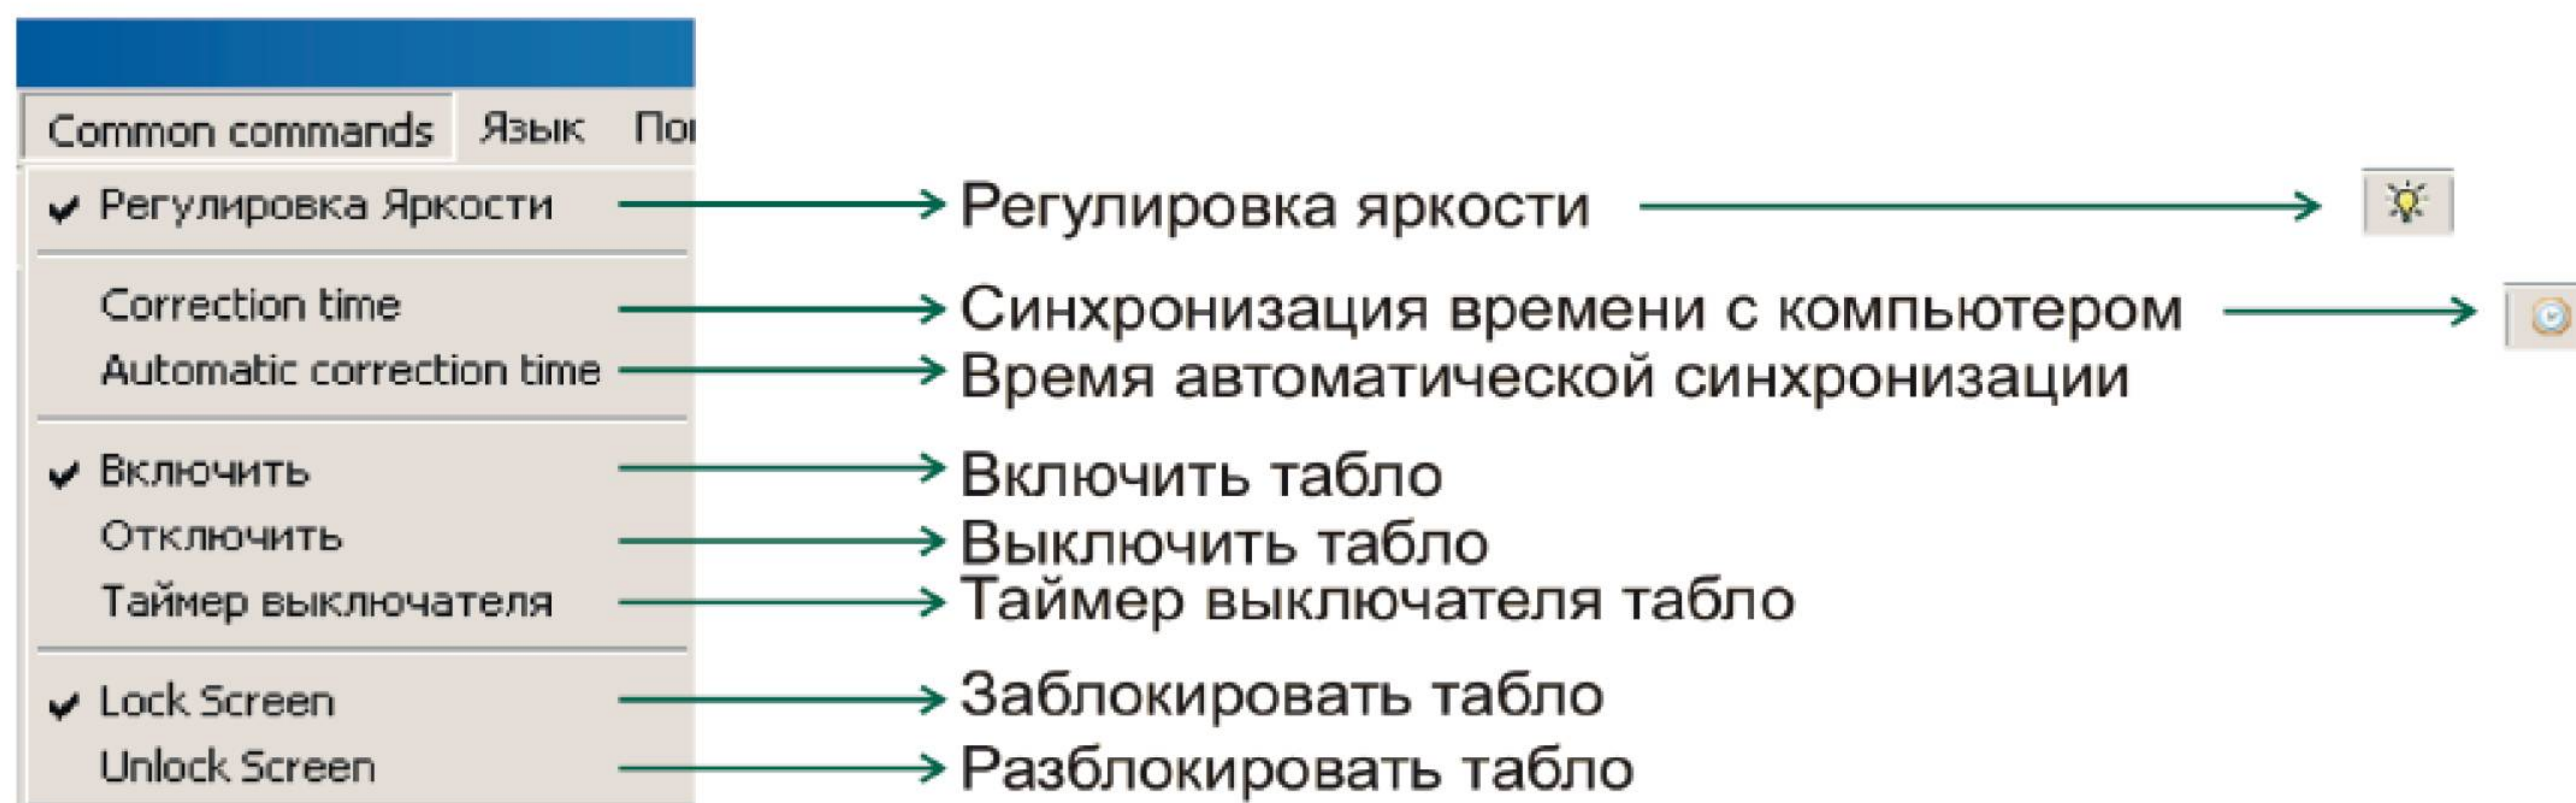 Common commands Язык
Регулировка Яркости Регулировка яркости
Correction time Синхронизация времени с компьютером
Automatic correction time Время автоматической синхронизации
Включить Включить табло
Отключить Выключить табло
Таймер выключателя Таймер выключателя табло
Lock Screen Заблокировать табло
Unlock Screen Разблокировать табло